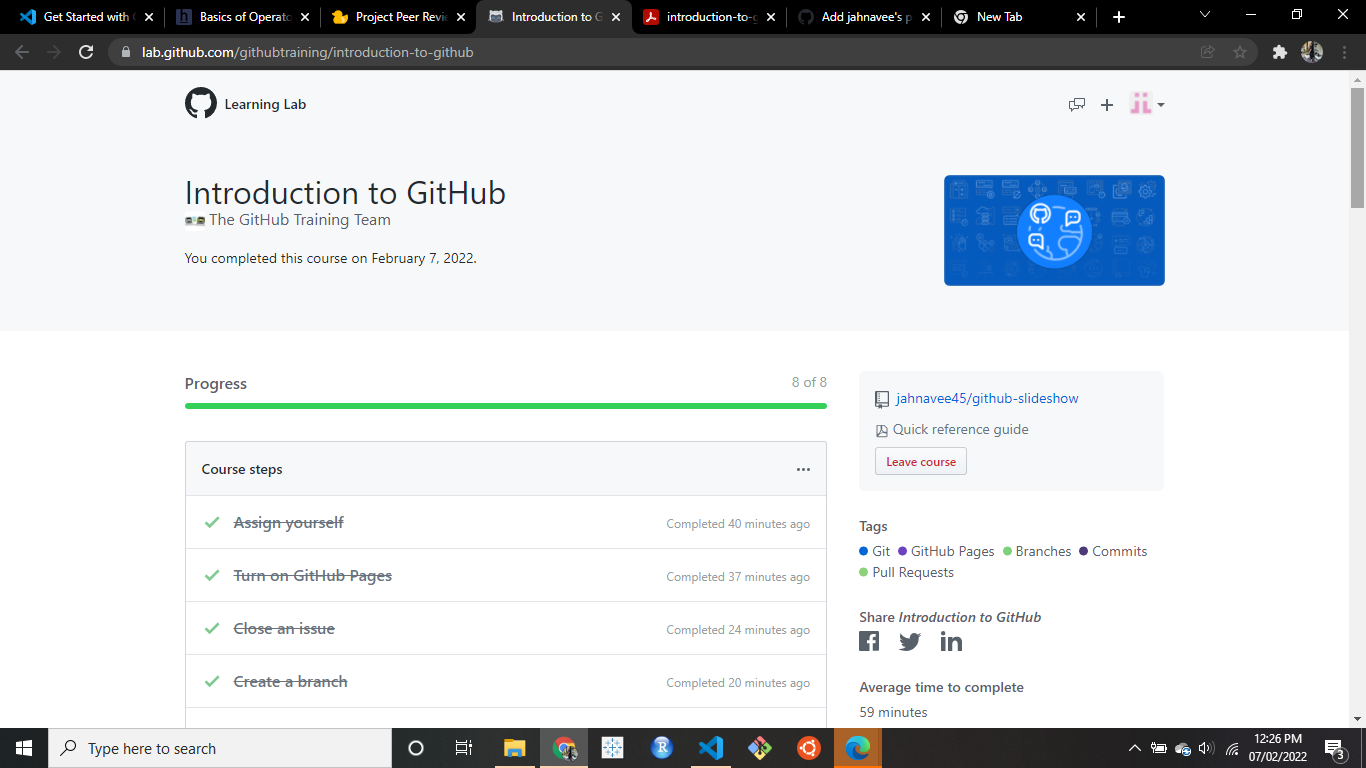 Get Started with
Basics of Operato
Project Peer Revi
Introduction to G
introduction-to-g
Add jahnavee's p
New Tab
lab.github.com/githubtraining/introduction-to-github
Learning Lab
Introduction to GitHub
The GitHub Training Team
You completed this course on February 7, 2022.
Progress
8 of 8
Course steps
Assign yourself
Completed 40 minutes ago
Turn on GitHub Pages
Completed 37 minutes ago
Close an issue
Completed 24 minutes ago
Create a branch
Completed 20 minutes ago
jahnavee45/github-slideshow
Quick reference guide
Leave course
Tags
Git GitHub Pages Branches Commits
Pull Requests
Share Introduction to GitHub
Average time to complete
59 minutes
Type here to search
12:26 PM
07/02/2022
3